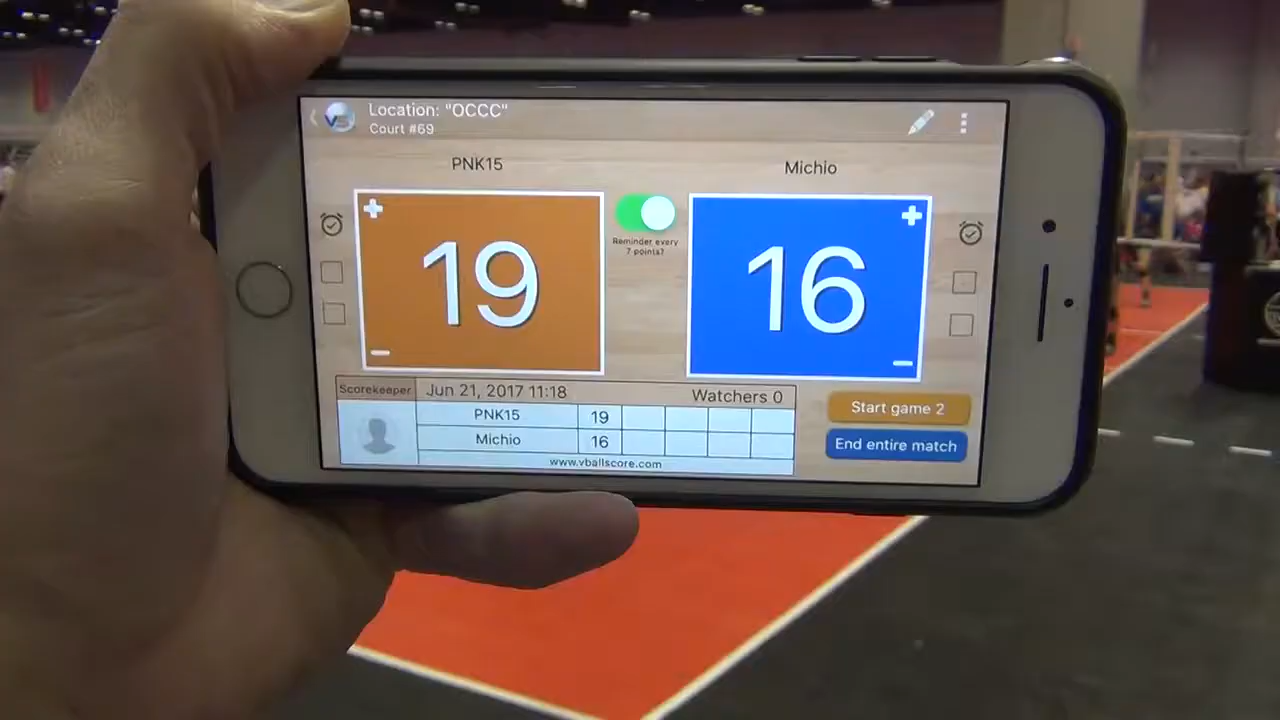 Location: "OCCC"
Court #69
PNK15
Michio
19
Reminder every
7 points?
16
Scorekeeper
Jun 21, 2017 11:18
Watchers 0
PNK15 19
Michio 16
www.vballscore.com
Start game 2
End entire match